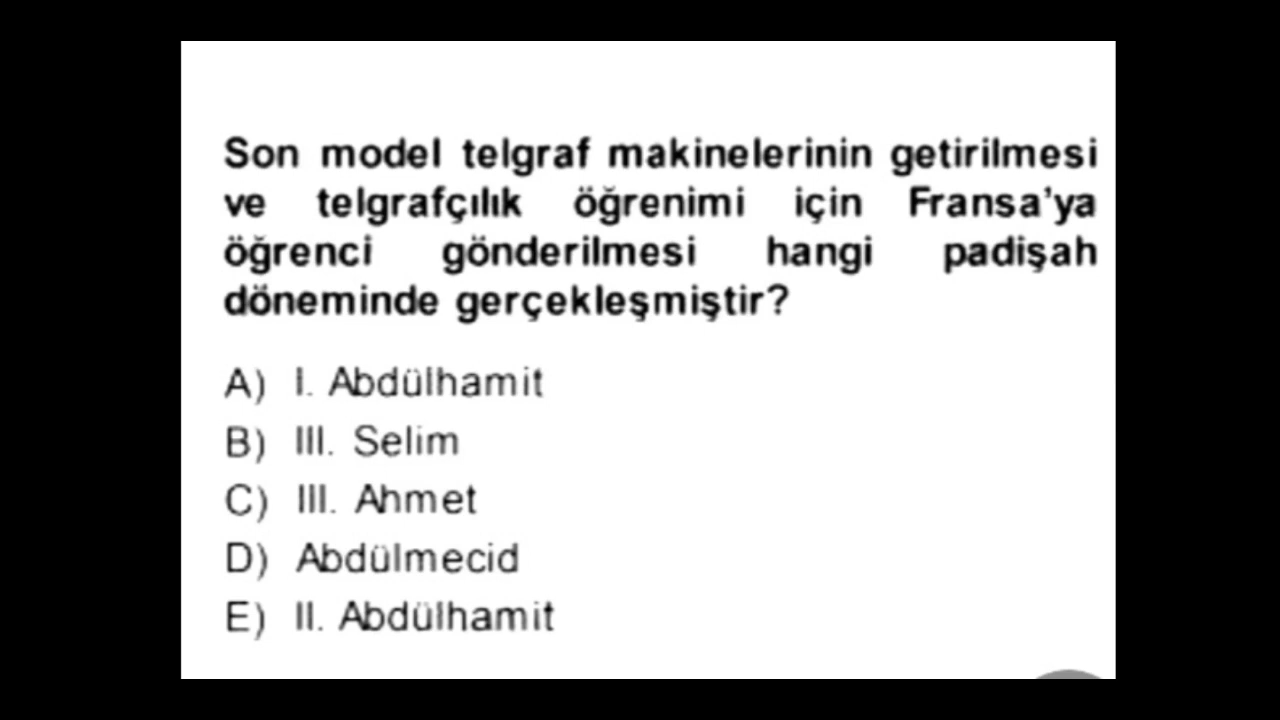 Son model telgraf makinelerinin getirilmesi
ve telgrafçılık öğrenimi için Fransa'ya
öğrenci gönderilmesi hangi padişah
döneminde gerçekleşmiştir?
A) I. Abdülhamit
B) III. Selim
C) III. Ahmet
D) Abdülmecid
E) II. Abdülhamit